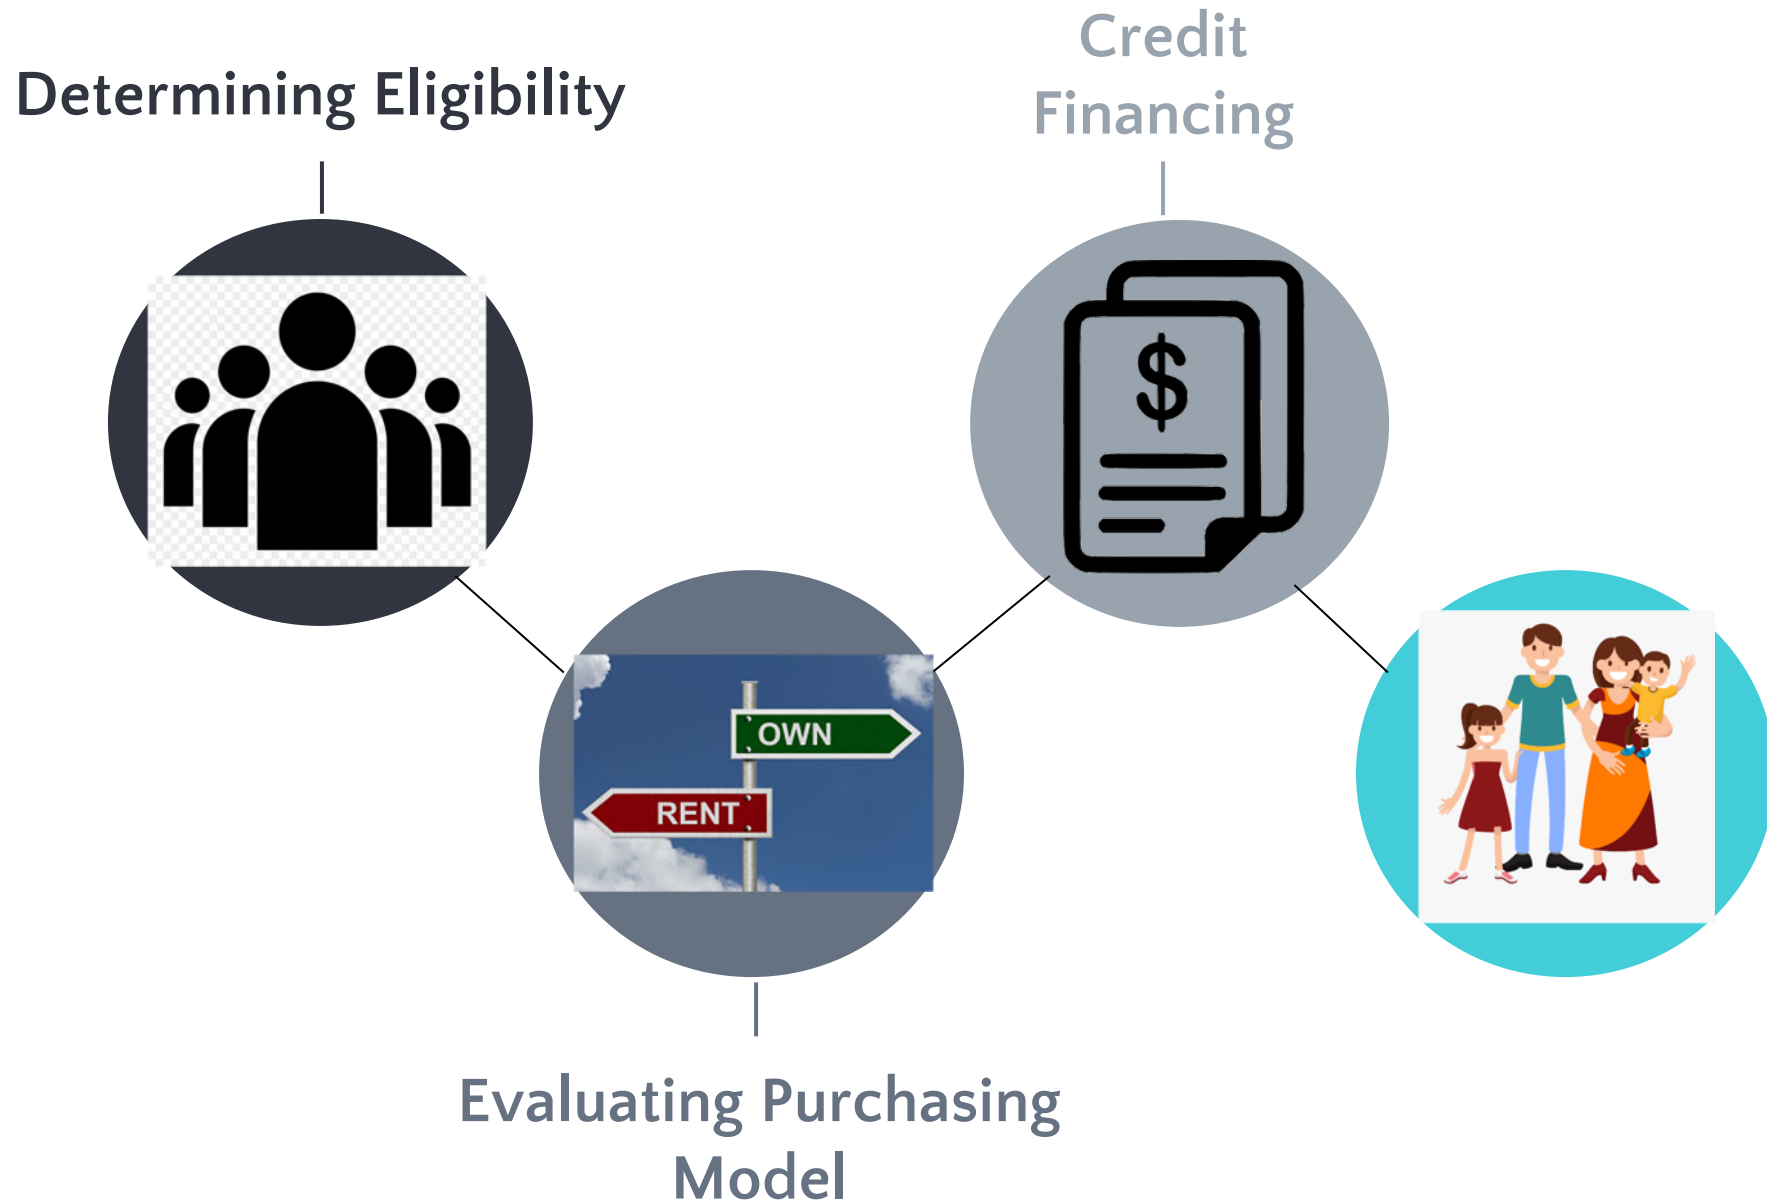 Determining Eligibility
Credit
Financing
$
OWN
RENT
Evaluating Purchasing
Model